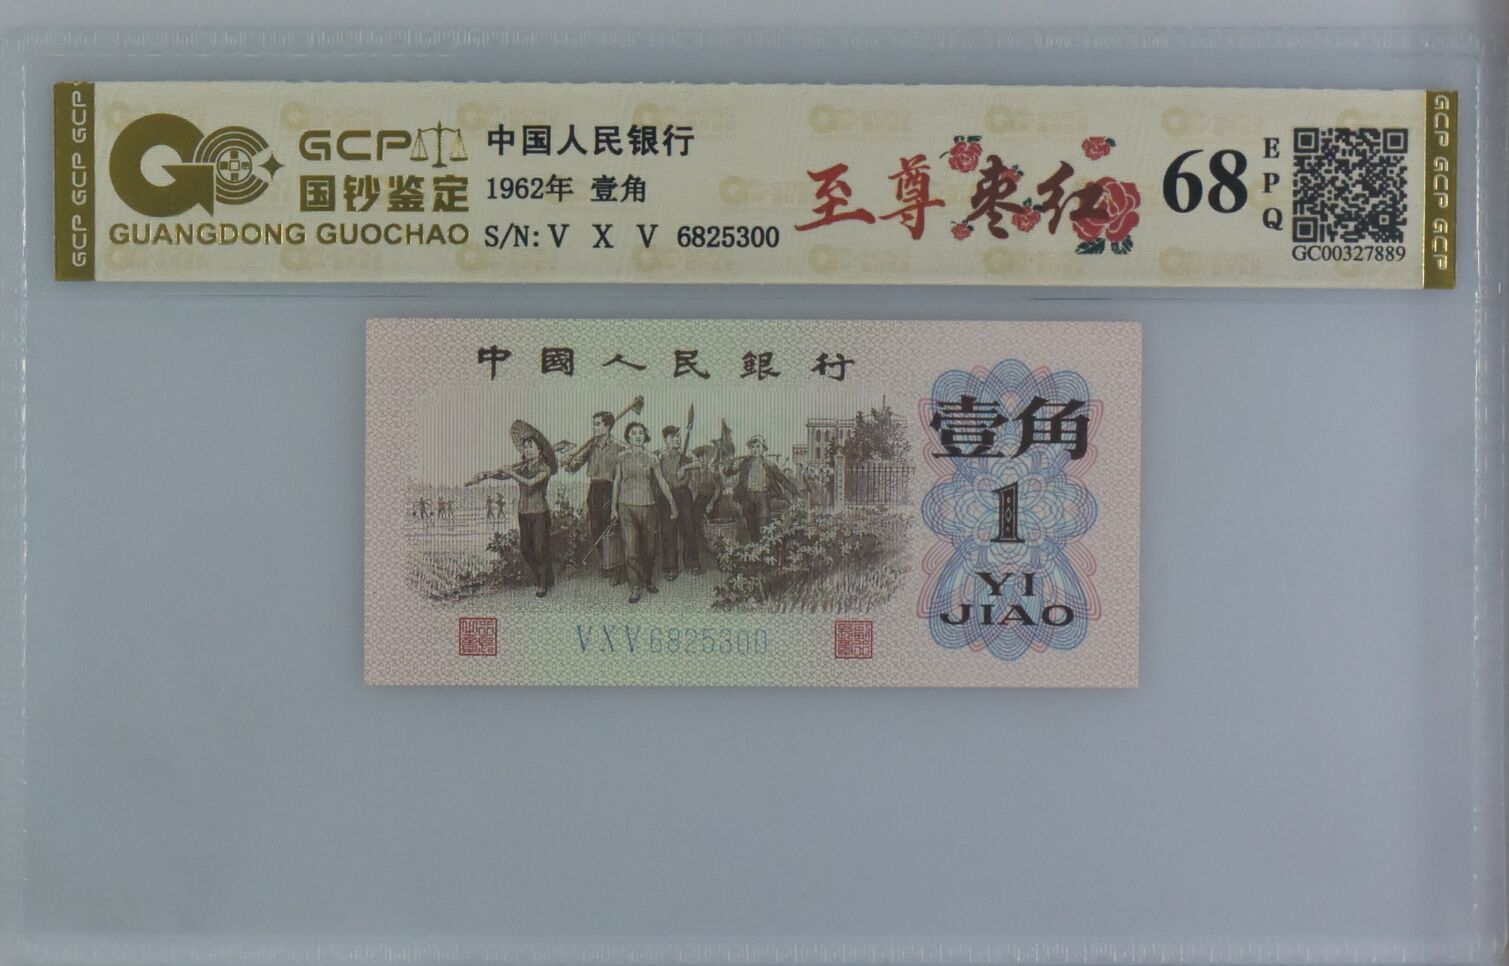 GCP GCP GCP
GCP
国钞鉴定
GUANGDONG GUOCHAO
中国人民银行
1962年 壹角
S/N: V X V 6825300
至尊 枣红
68
E
P
Q
GC00327889
GCP GCP GCP
中國人民銀行
壹角
1
YI
JIAO
VXV6825300